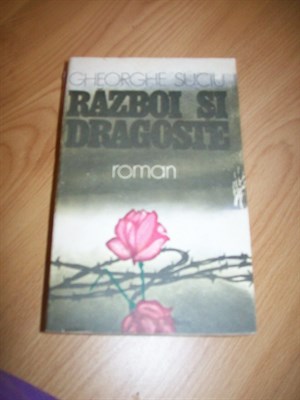 GHEORGHE SUCIU
RAZBOI SI
DRAGOSTE
roman